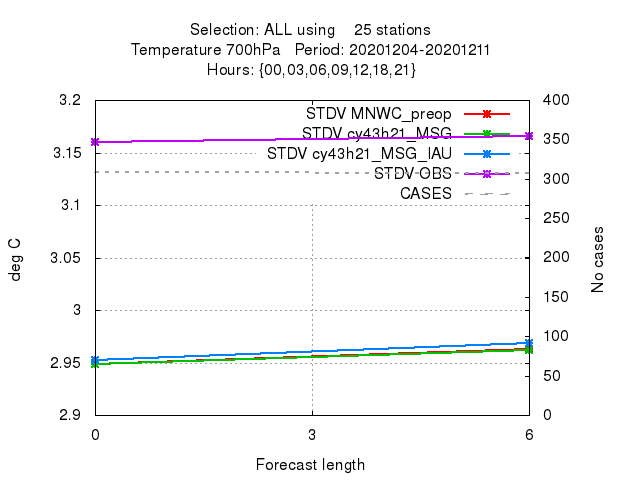 Selection: ALL using 25 stations
Temperature 700hPa Period: 20201204-20201211
Hours: {00,03,06,09,12,18,21}
3.2
3.15
3.1
3.05
3
2.95
2.9
deg C
STDV MNWC_preop
STDV cy43h21_MSG
STDV cy43h21_MSG_IAU
STDV OBS
CASES
400
350
300
250
200
150
100
50
0
No cases
0 3 6
Forecast length